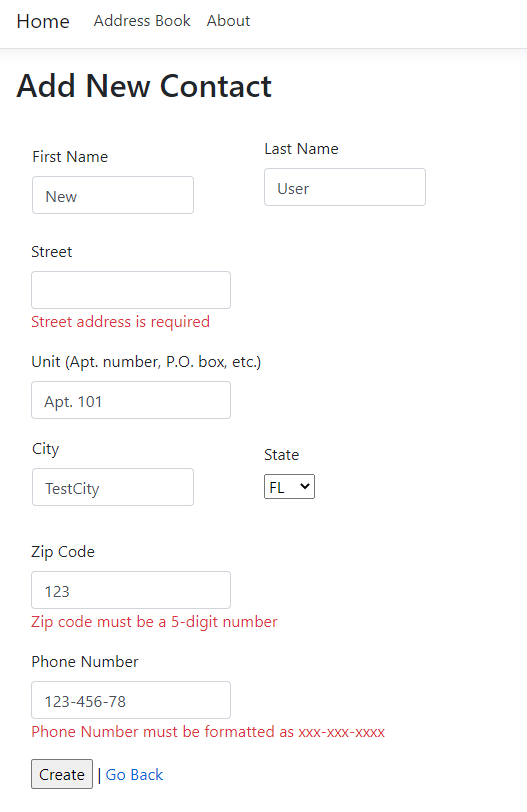 Home Address Book About
Add New Contact
First Name
New
Last Name
User
Street
Street address is required
Unit (Apt. number, P.O. box, etc.)
Apt. 101
City
TestCity
State
FL
Zip Code
123
Zip code must be a 5-digit number
Phone Number
123-456-78
Phone Number must be formatted as xxx-xxx-xxxx
Create | Go Back